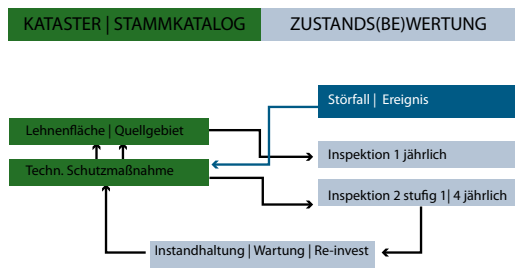 KATASTER | STAMMKATALOG
ZUSTANDS(BE)WERTUNG
Störfall | Ereignis
Lehnenfläche | Quellgebiet
Inspektion 1 jährlich
Techn. Schutzmaßnahme
Inspektion 2 stufig 1| 4 jährlich
Instandhaltung | Wartung | Re-invest